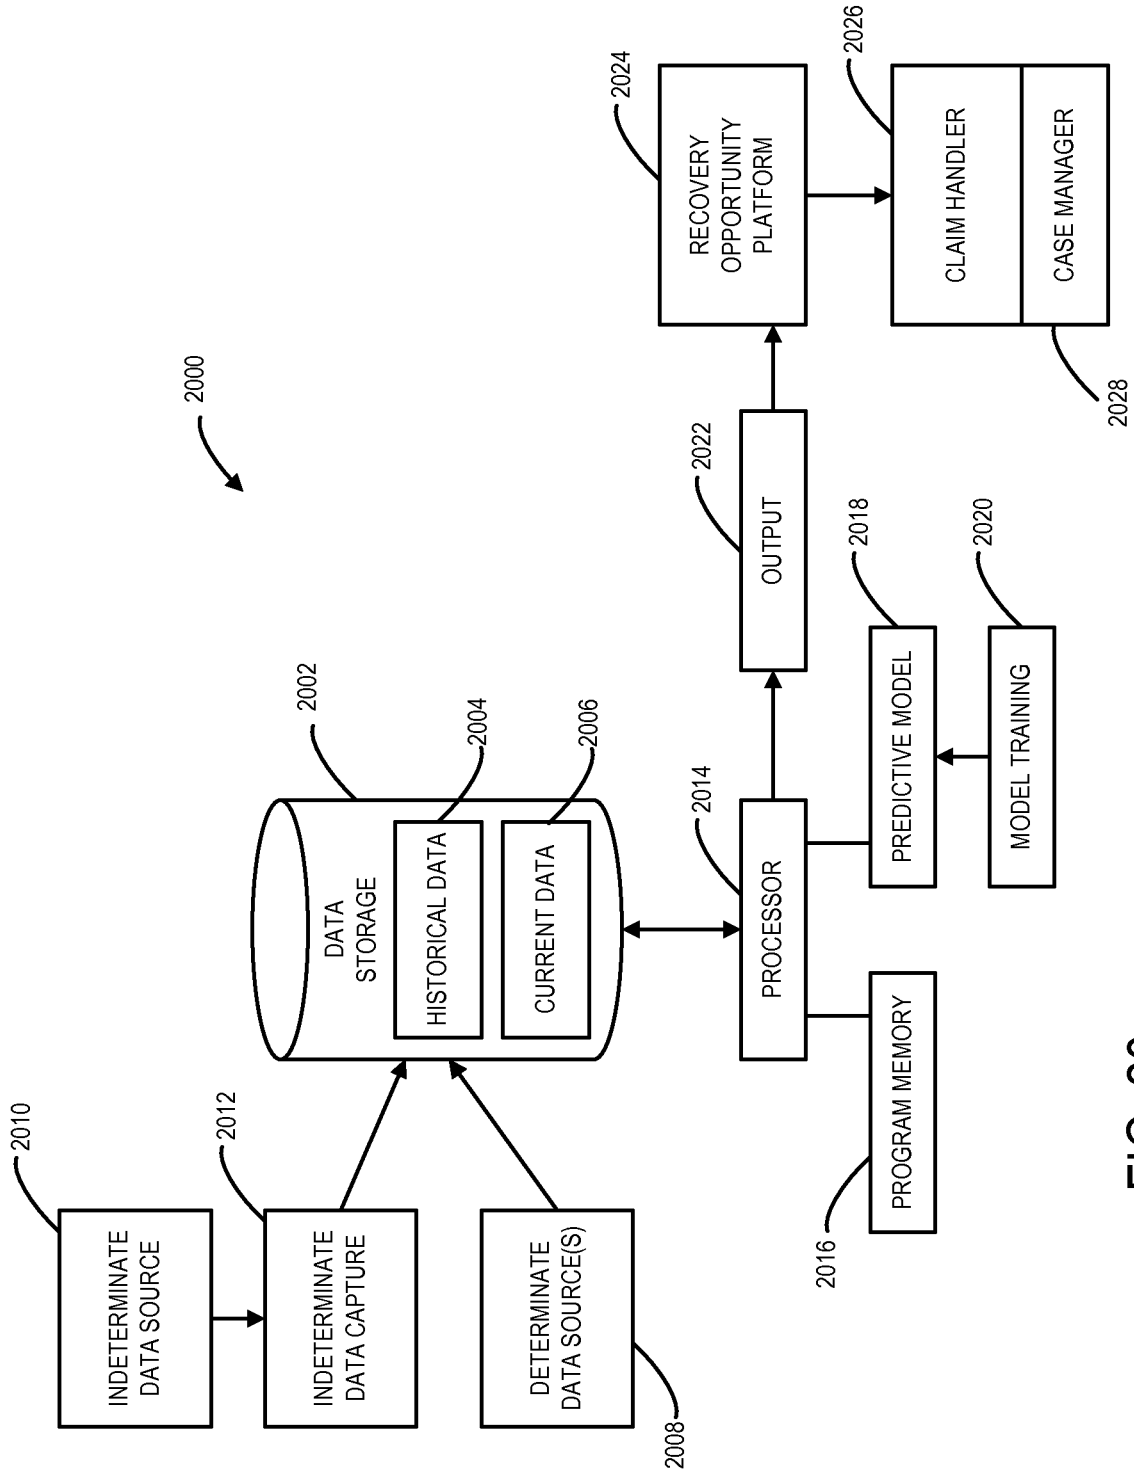 2000
2010
INDETERMINATE
DATA SOURCE
2012
INDETERMINATE
DATA CAPTURE
DETERMINATE
DATA SOURCE(S)
2008
2002
DATA
STORAGE
2004
HISTORICAL DATA
2006
CURRENT DATA
2014
PROCESSOR
2016
PROGRAM MEMORY
2018
PREDICTIVE MODEL
2020
MODEL TRAINING
2022
OUTPUT
2024
RECOVERY
OPPORTUNITY
PLATFORM
2026
CLAIM HANDLER
CASE MANAGER
2028